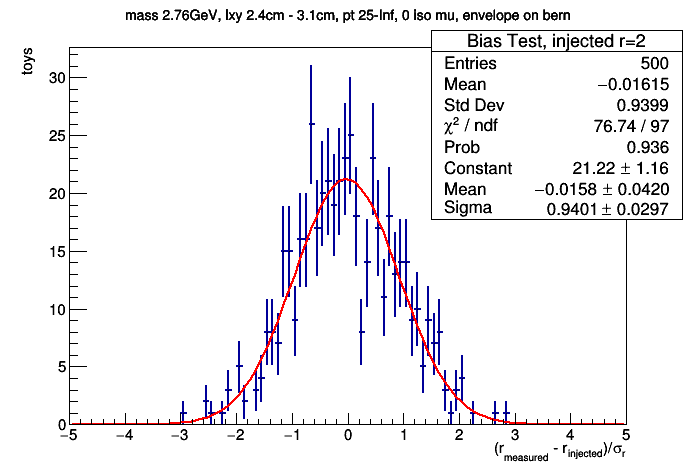 mass 2.76GeV, lxy 2.4cm - 3.1cm, pt 25-Inf, 0 Iso mu, envelope on bern
toys
Bias Test, injected r=2
Entries 500
Mean −0.01615
Std Dev 0.9399
χ² / ndf 76.74 / 97
Prob 0.936
Constant 21.22 ± 1.16
Mean −0.0158 ± 0.0420
Sigma 0.9401 ± 0.0297
30
25
20
15
10
5
0
−5 −4 −3 −2 −1 0 1 2 3 4 5
(r_measured - r_injected)/σ_r